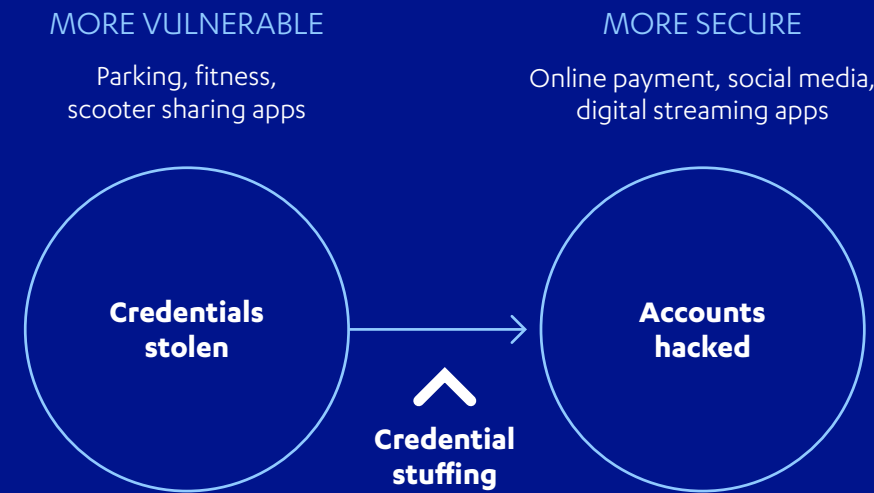 MORE VULNERABLE
Parking, fitness,
scooter sharing apps
MORE SECURE
Online payment, social media,
digital streaming apps
Credentials
stolen
Accounts
hacked
Credential
stuffing